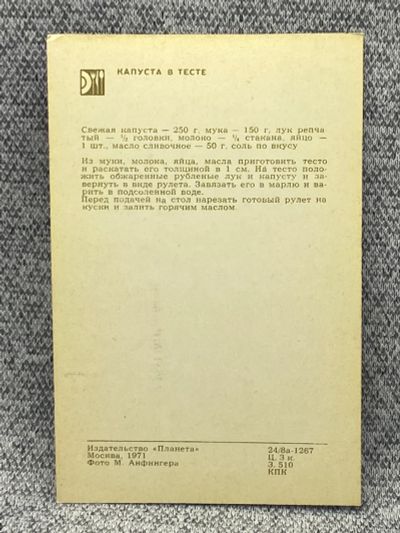 КАПУСТА В ТЕСТЕ
Свежая капуста — 250 г. мука — 150 г, лук репча
тый — ½ головки, молоко — ¼ стакана, яйцо —
1 шт., масло сливочное — 50 г. соль по вкусу
Из муки, молока, яйца, масла приготовить тесто
и раскатать его толщиной в 1 см. На тесто поло-
жить обжаренные рубленые лук и капусту и за-
вернуть в виде рулета. Завязать его в марлю и ва-
рить в подсоленной воде.
Перед подачей на стол нарезать готовый рулет на
куски и залить горячим маслом.
Издательство «Планета»
Москва, 1971
Фото М. Анфингера
24/8а-1267
Ц. 3 к.
З. 510
КПК